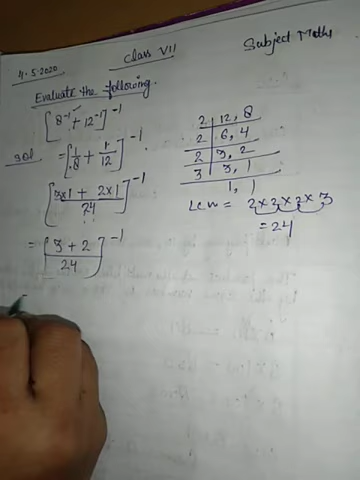 4.5.2020
Class VII
Subject Maths
Evaluate the following.
[8⁻¹ + 12⁻¹]⁻¹
sol. = [1/8 + 1/12]⁻¹
[3×1 + 2×1 / 24]⁻¹
= [3 + 2 / 24]⁻¹
2 | 12, 8
2 | 6, 4
2 | 3, 2
3 | 3, 1
1, 1
LCM = 2×2×2×3
= 24